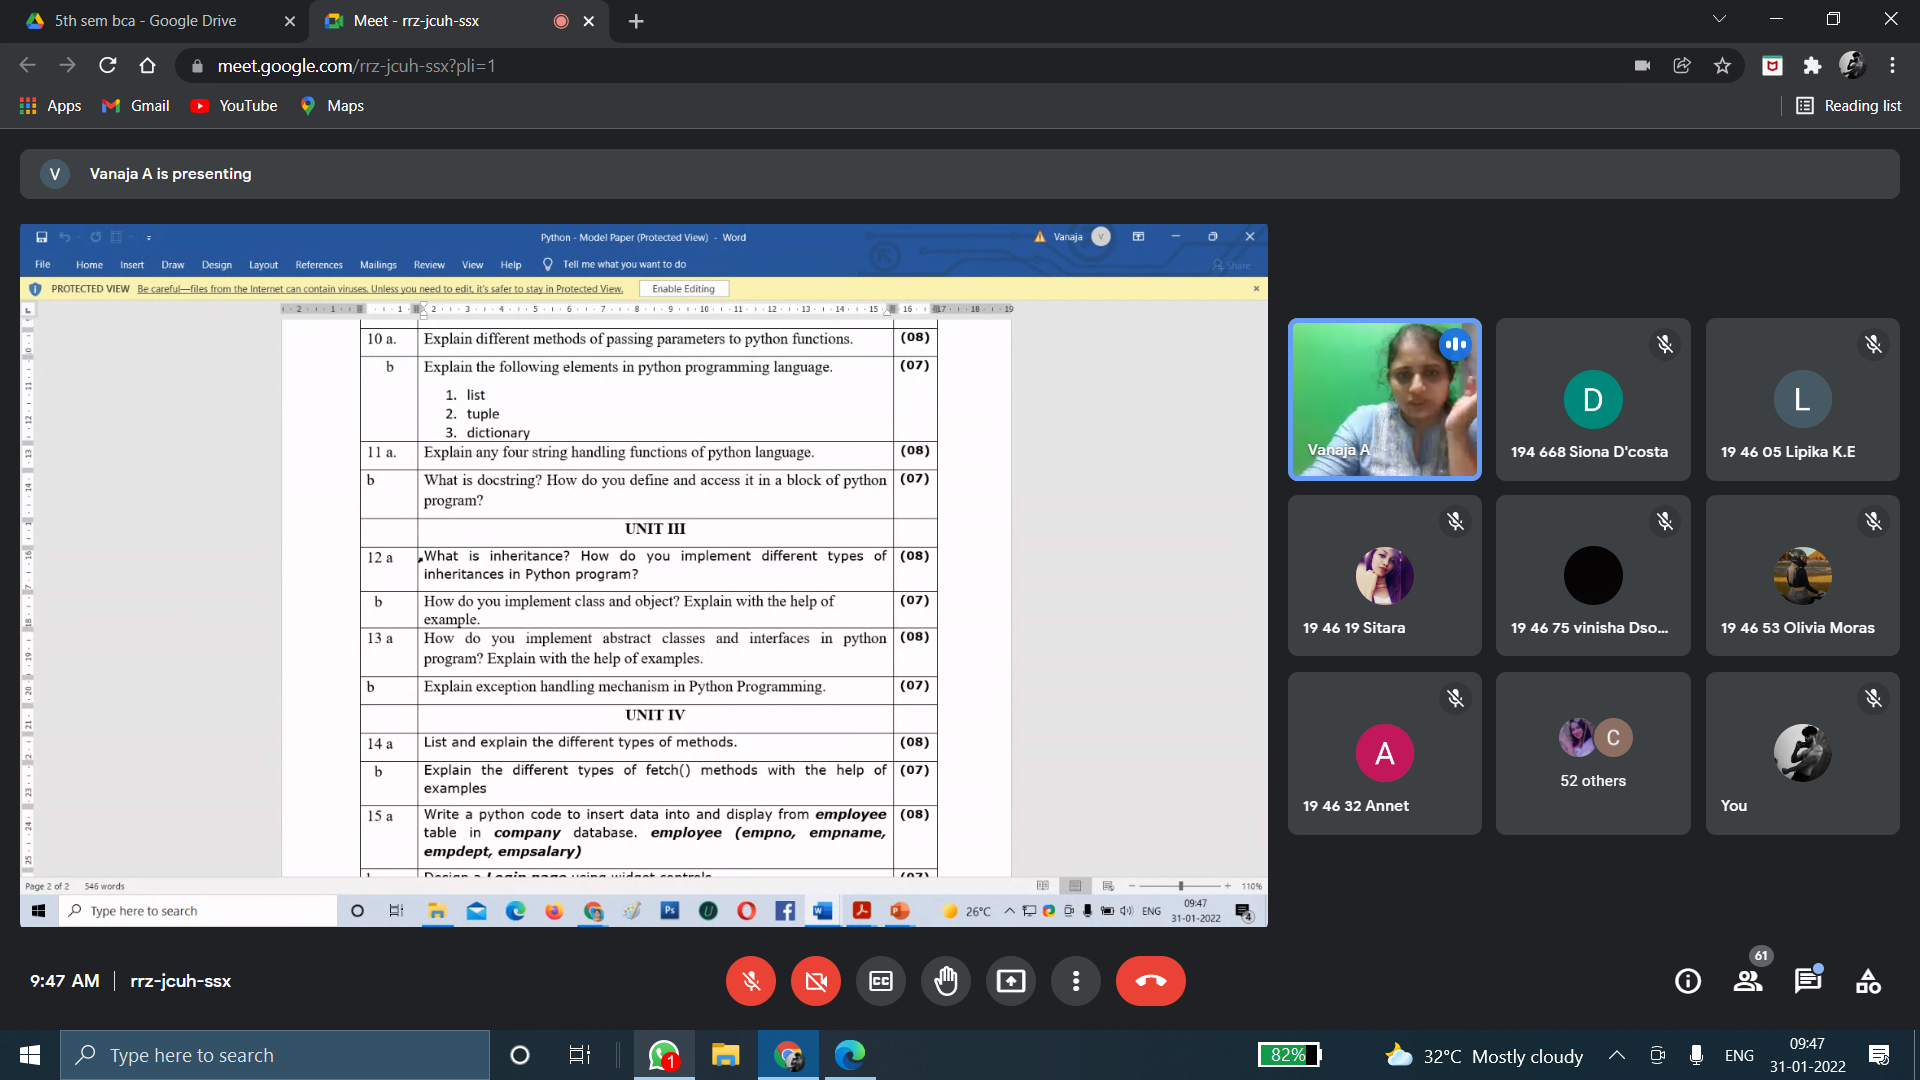 5th sem bca - Google Drive
Meet - rrz-jcuh-ssx
meet.google.com/rrz-jcuh-ssx?pli=1
Apps
Gmail
YouTube
Maps
Reading list
V
Vanaja A is presenting
Python - Model Paper (Protected View) - Word
Vanaja
V
File
Home
Insert
Draw
Design
Layout
References
Mailings
Review
View
Help
Tell me what you want to do
Share
PROTECTED VIEW Be careful—files from the Internet can contain viruses. Unless you need to edit, it's safer to stay in Protected View.
Enable Editing
10 a. Explain different methods of passing parameters to python functions. (08)
b Explain the following elements in python programming language. (07)
1. list
2. tuple
3. dictionary
11 a. Explain any four string handling functions of python language. (08)
b What is docstring? How do you define and access it in a block of python (07)
program?
UNIT III
12 a What is inheritance? How do you implement different types of (08)
inheritances in Python program?
b How do you implement class and object? Explain with the help of (07)
example.
13 a How do you implement abstract classes and interfaces in python (08)
program? Explain with the help of examples.
b Explain exception handling mechanism in Python Programming. (07)
UNIT IV
14 a List and explain the different types of methods. (08)
b Explain the different types of fetch() methods with the help of (07)
examples
15 a Write a python code to insert data into and display from employee (08)
table in company database. employee (empno, empname,
empdept, empsalary)
b Design a Login page using widget controls. (07)
Page 2 of 2 546 words
110%
Type here to search
26°C
ENG
09:47
31-01-2022
4
Vanaja A
D
194 668 Siona D'costa
L
19 46 05 Lipika K.E
19 46 19 Sitara
19 46 75 vinisha Dso...
19 46 53 Olivia Moras
A
19 46 32 Annet
C
52 others
You
9:47 AM | rrz-jcuh-ssx
CC
61
Type here to search
1
82%
32°C Mostly cloudy
ENG
09:47
31-01-2022